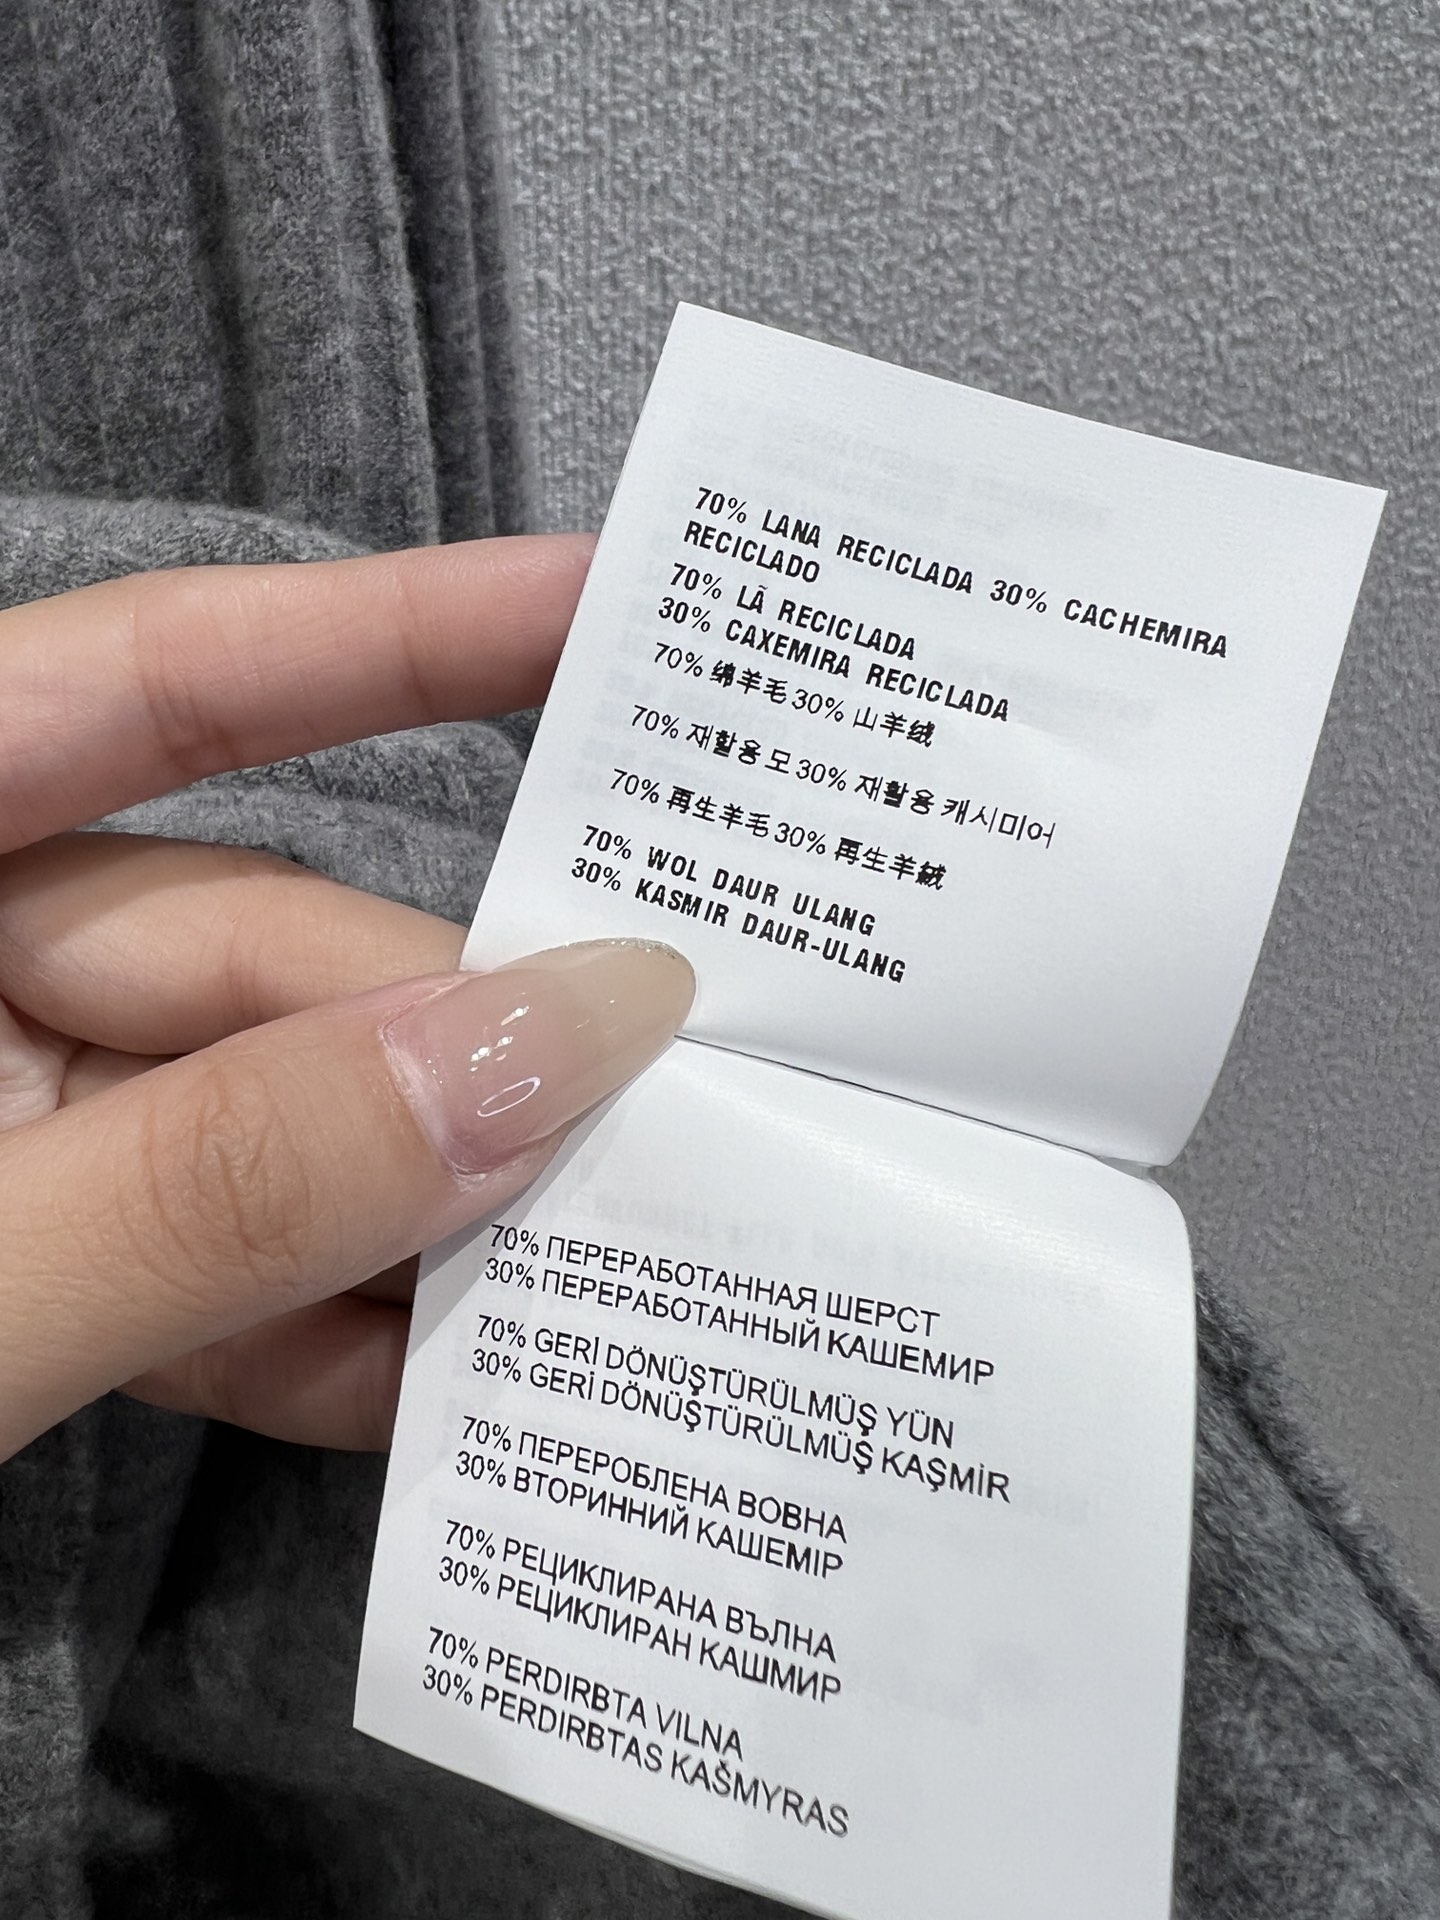 70% LANA RECICLADA 30% CACHEMIRA
RECICLADO
70% LÃ RECICLADA
30% CAXEMIRA RECICLADA
70% 绵羊毛 30% 山羊绒
70% 재활용 모 30% 재활용 캐시미어
70% 再生羊毛 30% 再生羊絨
70% WOL DAUR ULANG
30% KASMIR DAUR-ULANG
70% ПЕРЕРАБОТАННАЯ ШЕРСТ
30% ПЕРЕРАБОТАННЫЙ КАШЕМИР
70% GERİ DÖNÜŞTÜRÜLMÜŞ YÜN
30% GERİ DÖNÜŞTÜRÜLMÜŞ KAŞMİR
70% ПЕРЕРОБЛЕНА ВОВНА
30% ВТОРИННИЙ КАШЕМІР
70% РЕЦИКЛИРАНА ВЪЛНА
30% РЕЦИКЛИРАН КАШМИР
70% PERDIRBTA VILNA
30% PERDIRBTAS KAŠMYRAS